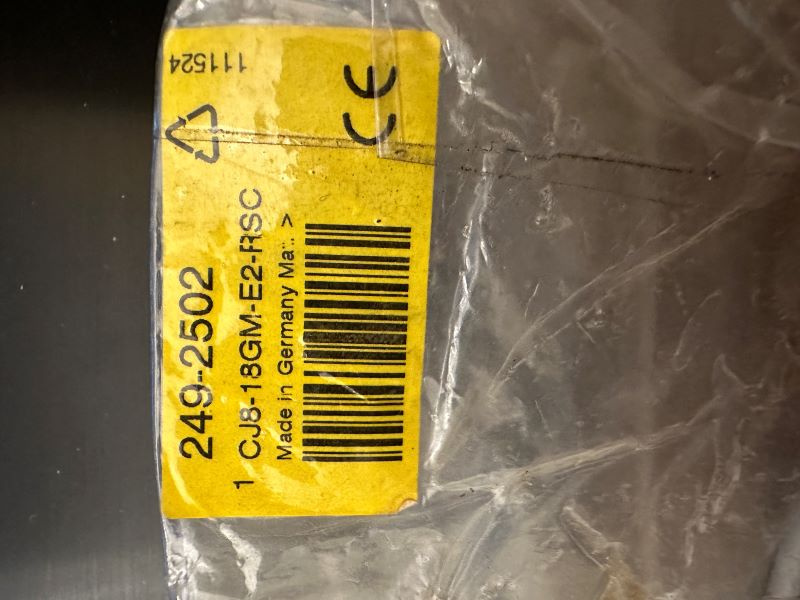 249-2502
1 CJ8-18GM-E2-RSC
Made in Germany >
CE
111524